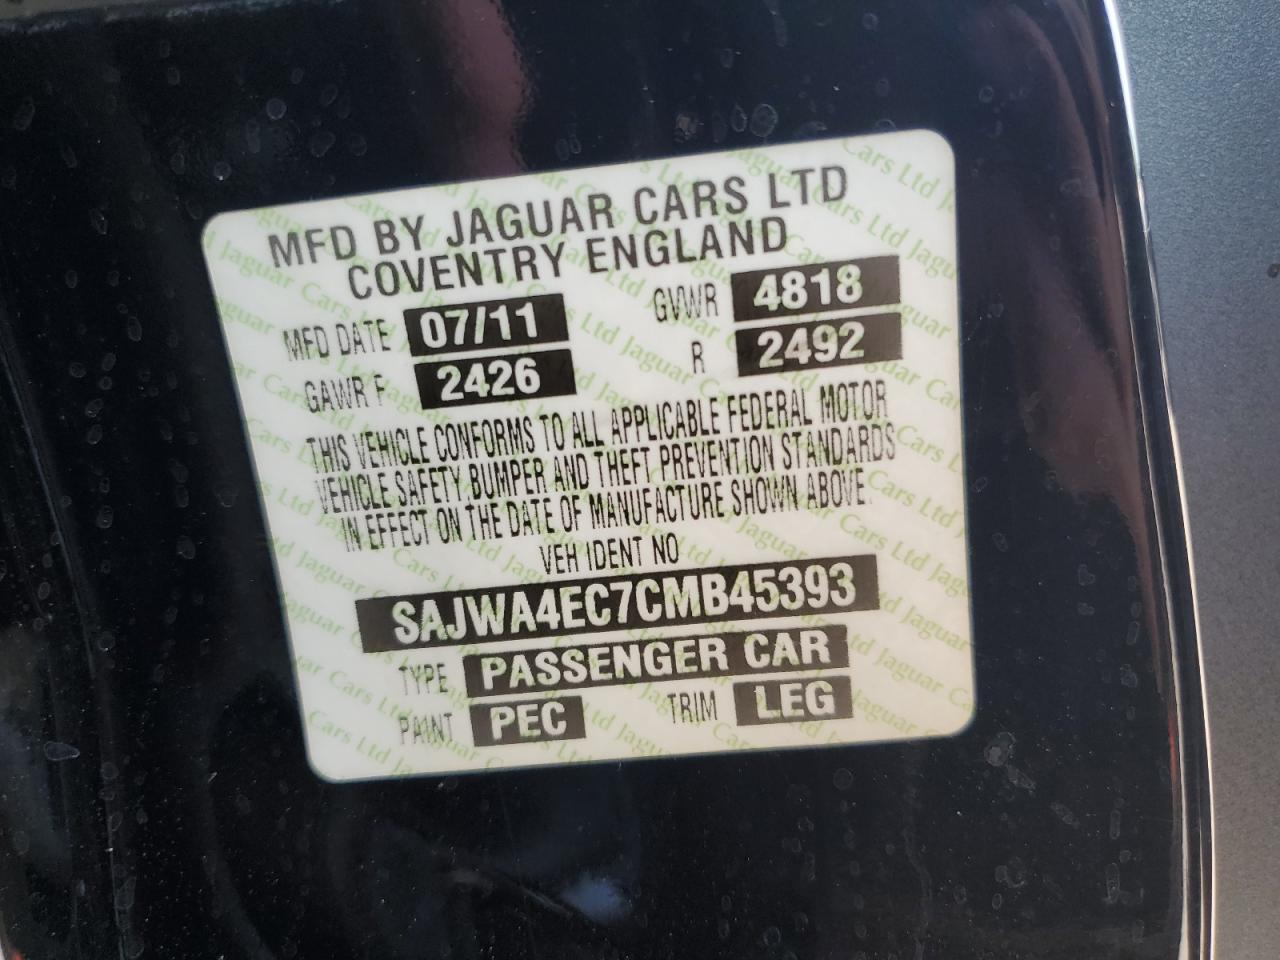 MFD BY JAGUAR CARS LTD
COVENTRY ENGLAND
MFD DATE 07/11 GVWR 4818
GAWR F 2426 R 2492
THIS VEHICLE CONFORMS TO ALL APPLICABLE FEDERAL MOTOR
VEHICLE SAFETY, BUMPER AND THEFT PREVENTION STANDARDS
IN EFFECT ON THE DATE OF MANUFACTURE SHOWN ABOVE.
VEH IDENT NO
SAJWA4EC7CMB45393
TYPE PASSENGER CAR
PAINT PEC TRIM LEG